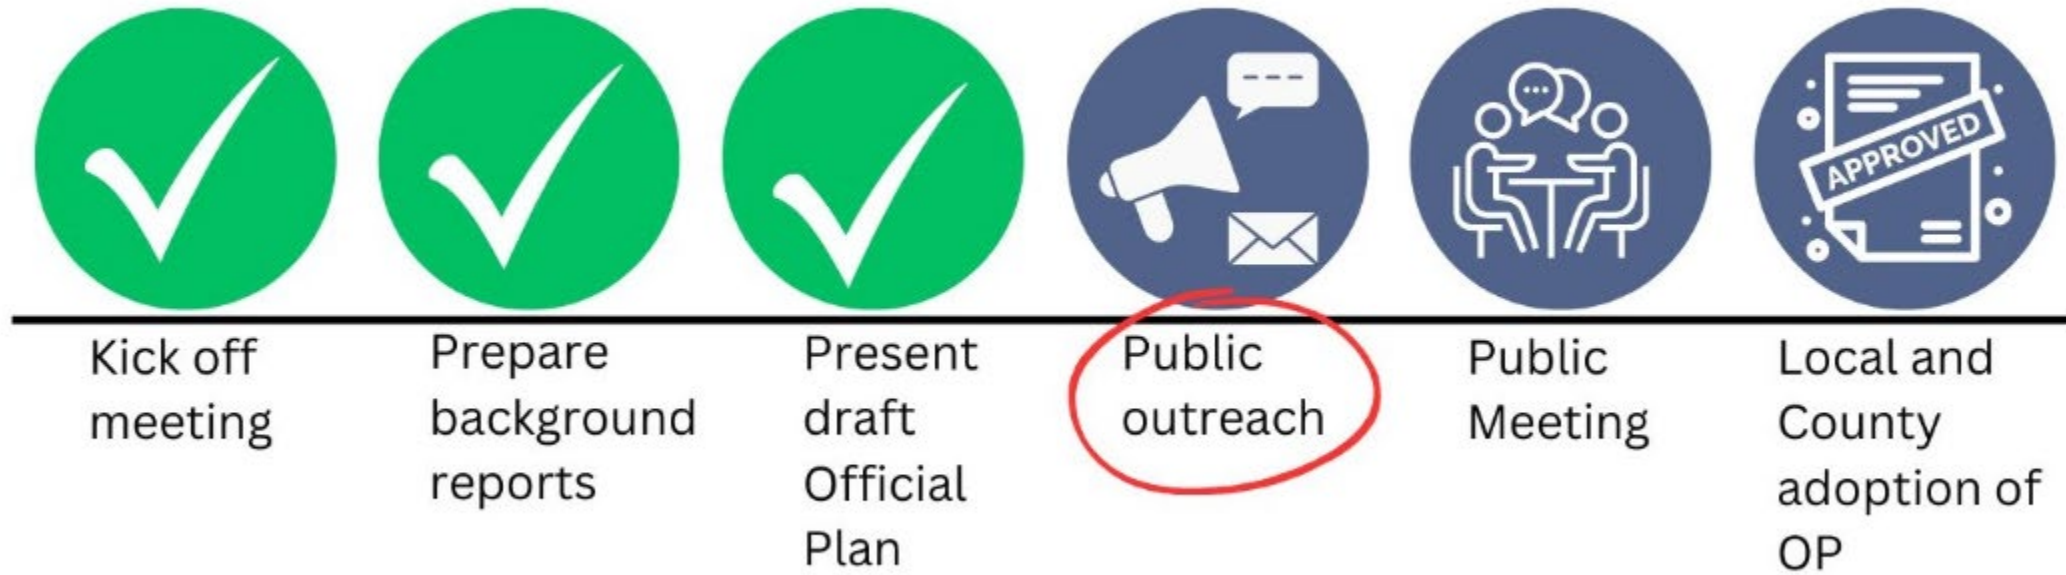 APPROVED
Kick off
meeting
Prepare
background
reports
Present
draft
Official
Plan
Public
outreach
Public
Meeting
Local and
County
adoption of
OP